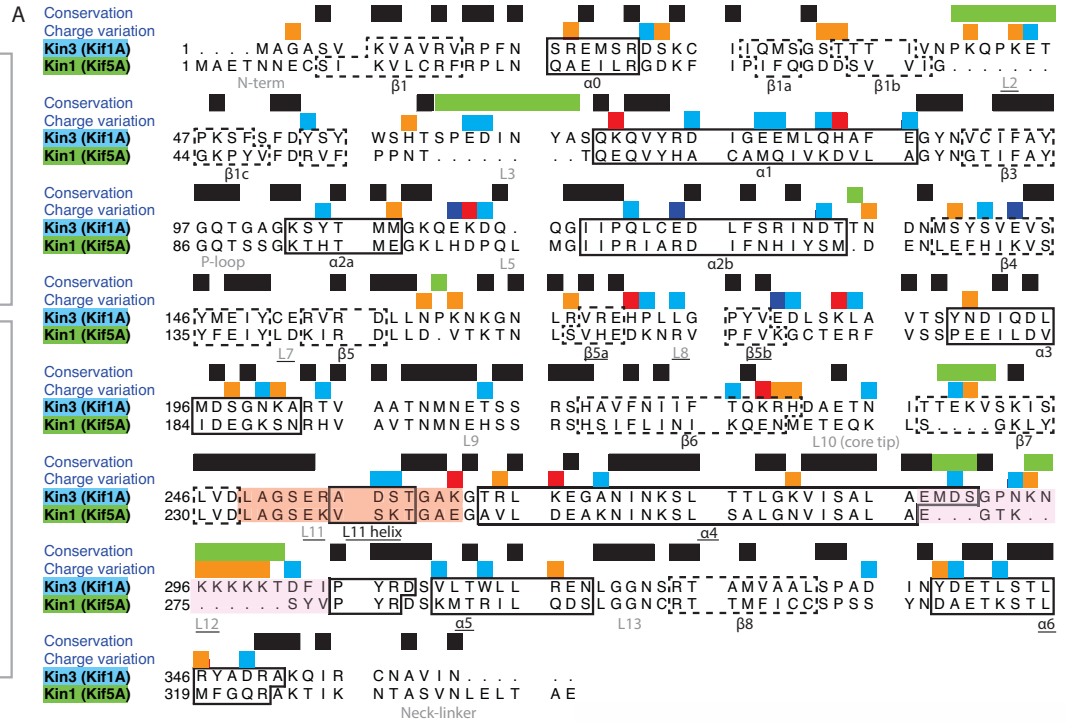 A
Conservation
Charge variation
Kin3 (Kif1A) 1 . . . . M A G A S V K V A V R V R P F N S R E M S R D S K C I I Q M S G S T T T I V N P K Q P K E T
Kin1 (Kif5A) 1 M A E T N N E C S I K V L C R F R P L N Q A E I L R G D K F I P I F Q G D D S V V I G . . . . . . .
N-term β1 α0 β1a β1b L2
Conservation
Charge variation
Kin3 (Kif1A) 47 P K S F S F D Y S Y W S H T S P E D I N Y A S Q K Q V Y R D I G E E M L Q H A F E G Y N V C I F A Y
Kin1 (Kif5A) 44 G K P Y V F D R V F P P N T . . . . . . . . T Q E Q V Y H A C A M Q I V K D V L A G Y N G T I F A Y
β1c L3 α1 β3
Conservation
Charge variation
Kin3 (Kif1A) 97 G Q T G A G K S Y T M M G K Q E K D Q . Q G I I P Q L C E D L F S R I N D T T N D N M S Y S V E V S
Kin1 (Kif5A) 86 G Q T S S G K T H T M E G K L H D P Q L M G I I P R I A R D I F N H I Y S M . D E N L E F H I K V S
P-loop α2a L5 α2b β4
Conservation
Charge variation
Kin3 (Kif1A) 146 Y M E I Y C E R V R D L L N P K N K G N L R V R E H P L L G P Y V E D L S K L A V T S Y N D I Q D L
Kin1 (Kif5A) 135 Y F E I Y L D K I R D L L D . V T K T N L S V H E D K N R V P F V K G C T E R F V S S P E E I L D V
L7 β5 β5a L8 β5b α3
Conservation
Charge variation
Kin3 (Kif1A) 196 M D S G N K A R T V A A T N M N E T S S R S H A V F N I I F T Q K R H D A E T N I T T E K V S K I S
Kin1 (Kif5A) 184 I D E G K S N R H V A V T N M N E H S S R S H S I F L I N I K Q E N M E T E Q K L S . . . . G K L Y
L9 β6 L10 (core tip) β7
Conservation
Charge variation
Kin3 (Kif1A) 246 L V D L A G S E R A D S T G A K G T R L K E G A N I N K S L T T L G K V I S A L A E M D S G P N K N
Kin1 (Kif5A) 230 L V D L A G S E K V S K T G A E G A V L D E A K N I N K S L S A L G N V I S A L A E . . . G T K . .
L11 L11 helix α4
Conservation
Charge variation
Kin3 (Kif1A) 296 K K K K K T D F I P Y R D S V L T W L L R E N L G G N S R T A M V A A L S P A D I N Y D E T L S T L
Kin1 (Kif5A) 275 . . . . . . S Y V P Y R D S K M T R I L Q D S L G G N C R T T M F I C C S P S S Y N D A E T K S T L
L12 α5 L13 β8 α6
Conservation
Charge variation
Kin3 (Kif1A) 346 R Y A D R A K Q I R C N A V I N . . . . . .
Kin1 (Kif5A) 319 M F G Q R A K T I K N T A S V N L E L T A E
Neck-linker